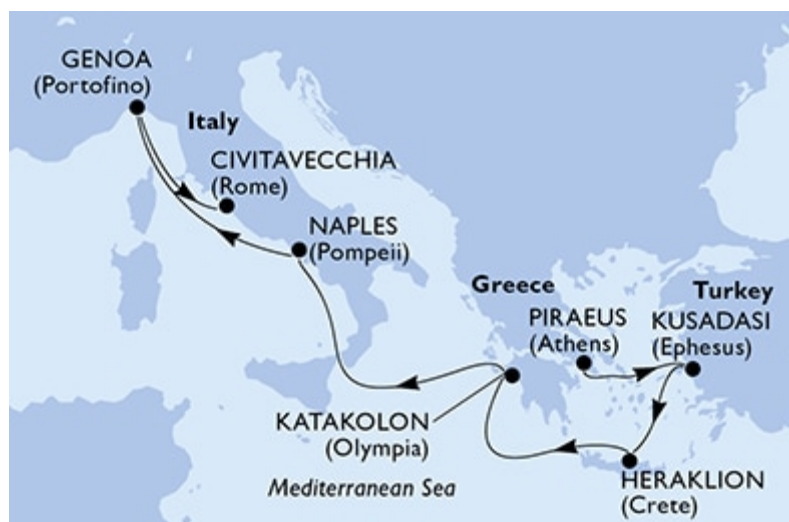 GENOA
(Portofino)
Italy
CIVITAVECCHIA
(Rome)
NAPLES
(Pompeii)
Greece
PIRAEUS
(Athens)
Turkey
KUSADASI
(Ephesus)
KATAKOLON
(Olympia)
HERAKLION
(Crete)
Mediterranean Sea